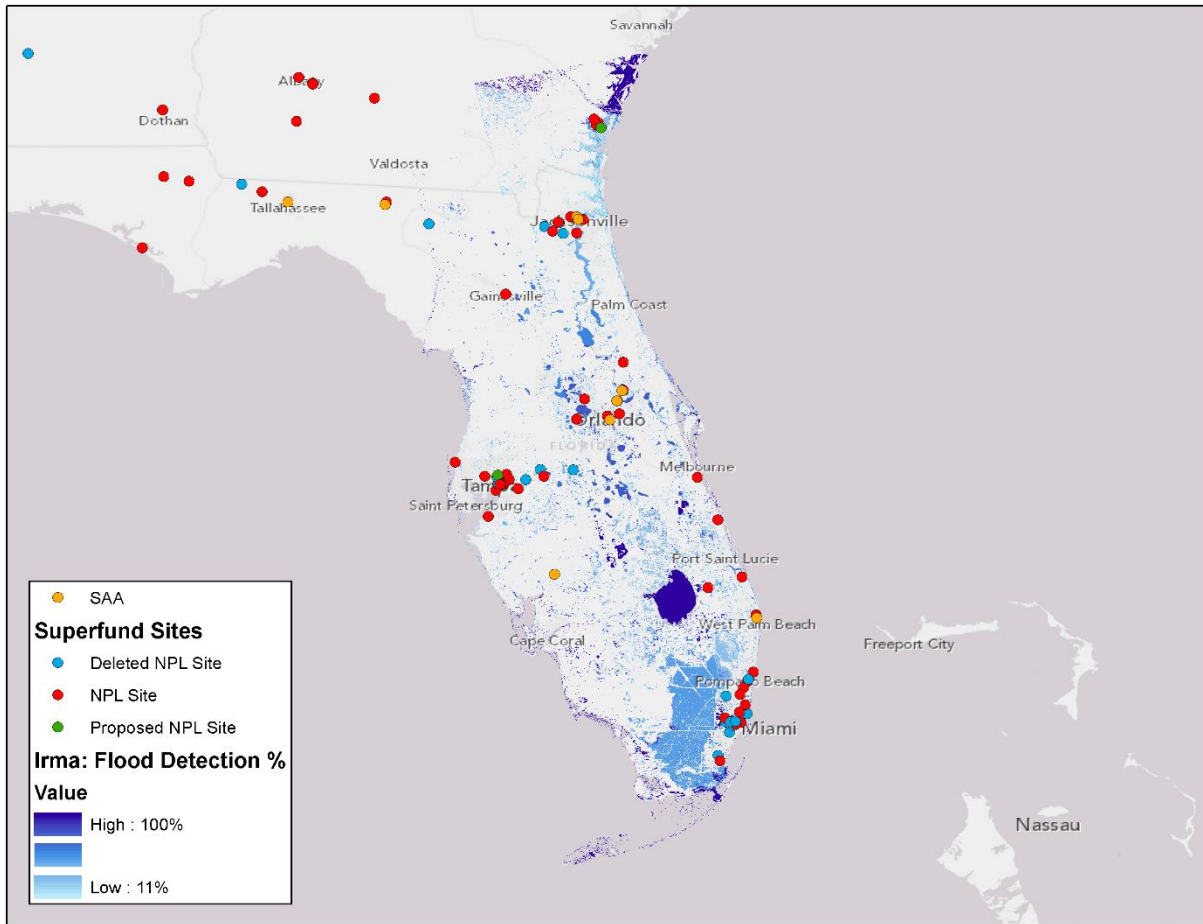 Savannah
Albany
Dothan
Valdosta
Tallahassee
Jacksonville
Gainesville
Palm Coast
Orlando
FLORIDA
Melbourne
Tampa
Saint Petersburg
Port Saint Lucie
West Palm Beach
Cape Coral
Freeport City
Pompano Beach
Miami
Nassau
SAA
Superfund Sites
Deleted NPL Site
NPL Site
Proposed NPL Site
Irma: Flood Detection %
Value
High : 100%
Low : 11%